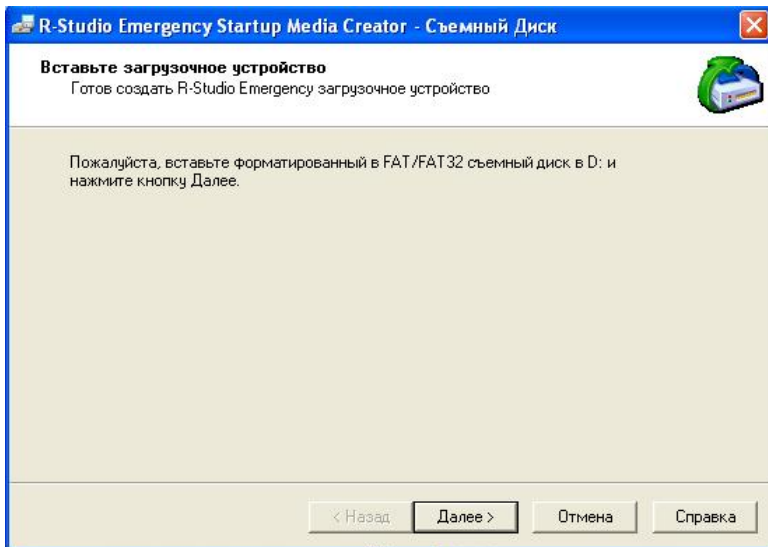 R-Studio Emergency Startup Media Creator - Съемный Диск
Вставьте загрузочное устройство
Готов создать R-Studio Emergency загрузочное устройство
Пожалуйста, вставьте форматированный в FAT/FAT32 съемный диск в D: и
нажмите кнопку Далее.
< Назад Далее > Отмена Справка